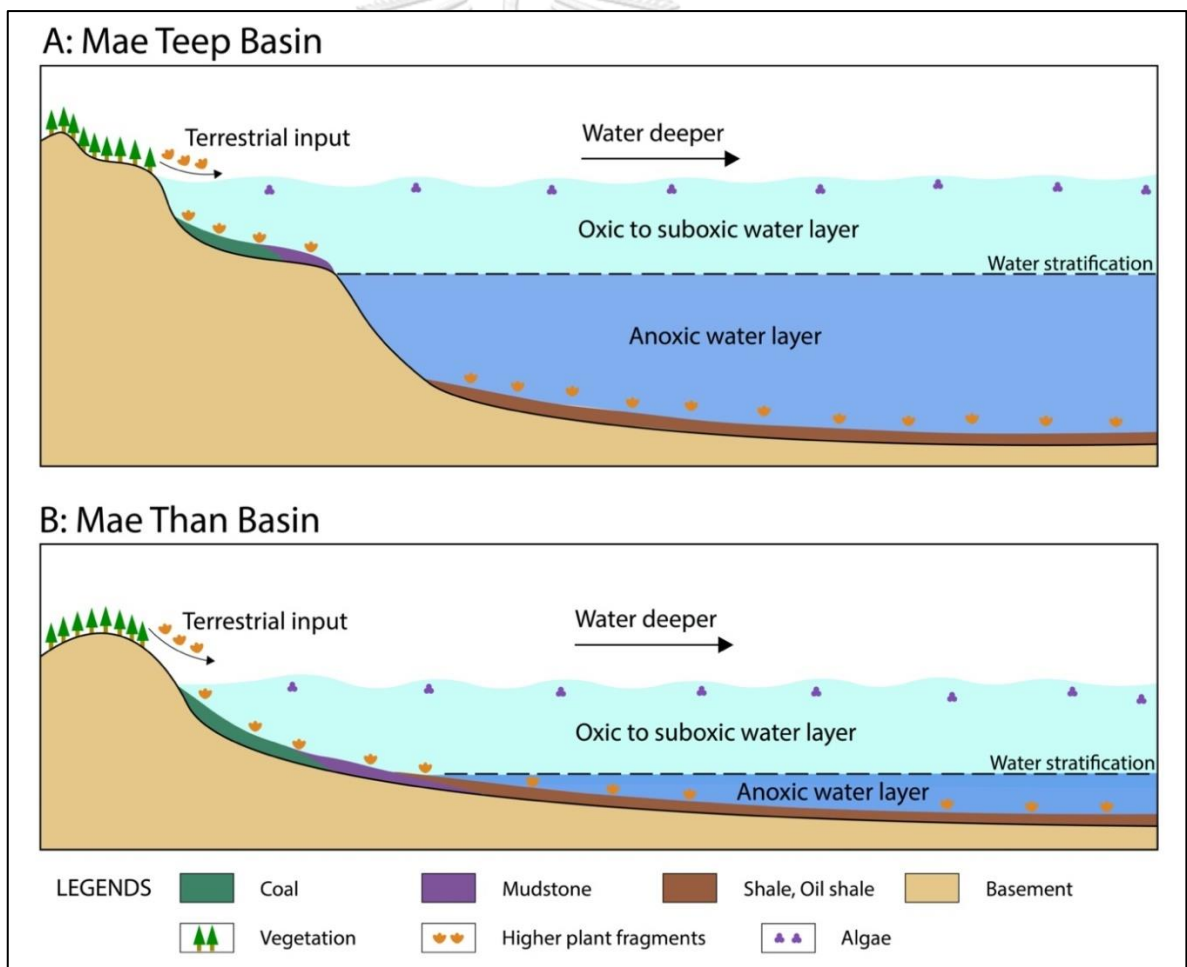 A: Mae Teep Basin
Terrestrial input
Water deeper
Oxic to suboxic water layer
Water stratification
Anoxic water layer
B: Mae Than Basin
Terrestrial input
Water deeper
Oxic to suboxic water layer
Water stratification
Anoxic water layer
LEGENDS
Coal
Mudstone
Shale, Oil shale
Basement
Vegetation
Higher plant fragments
Algae